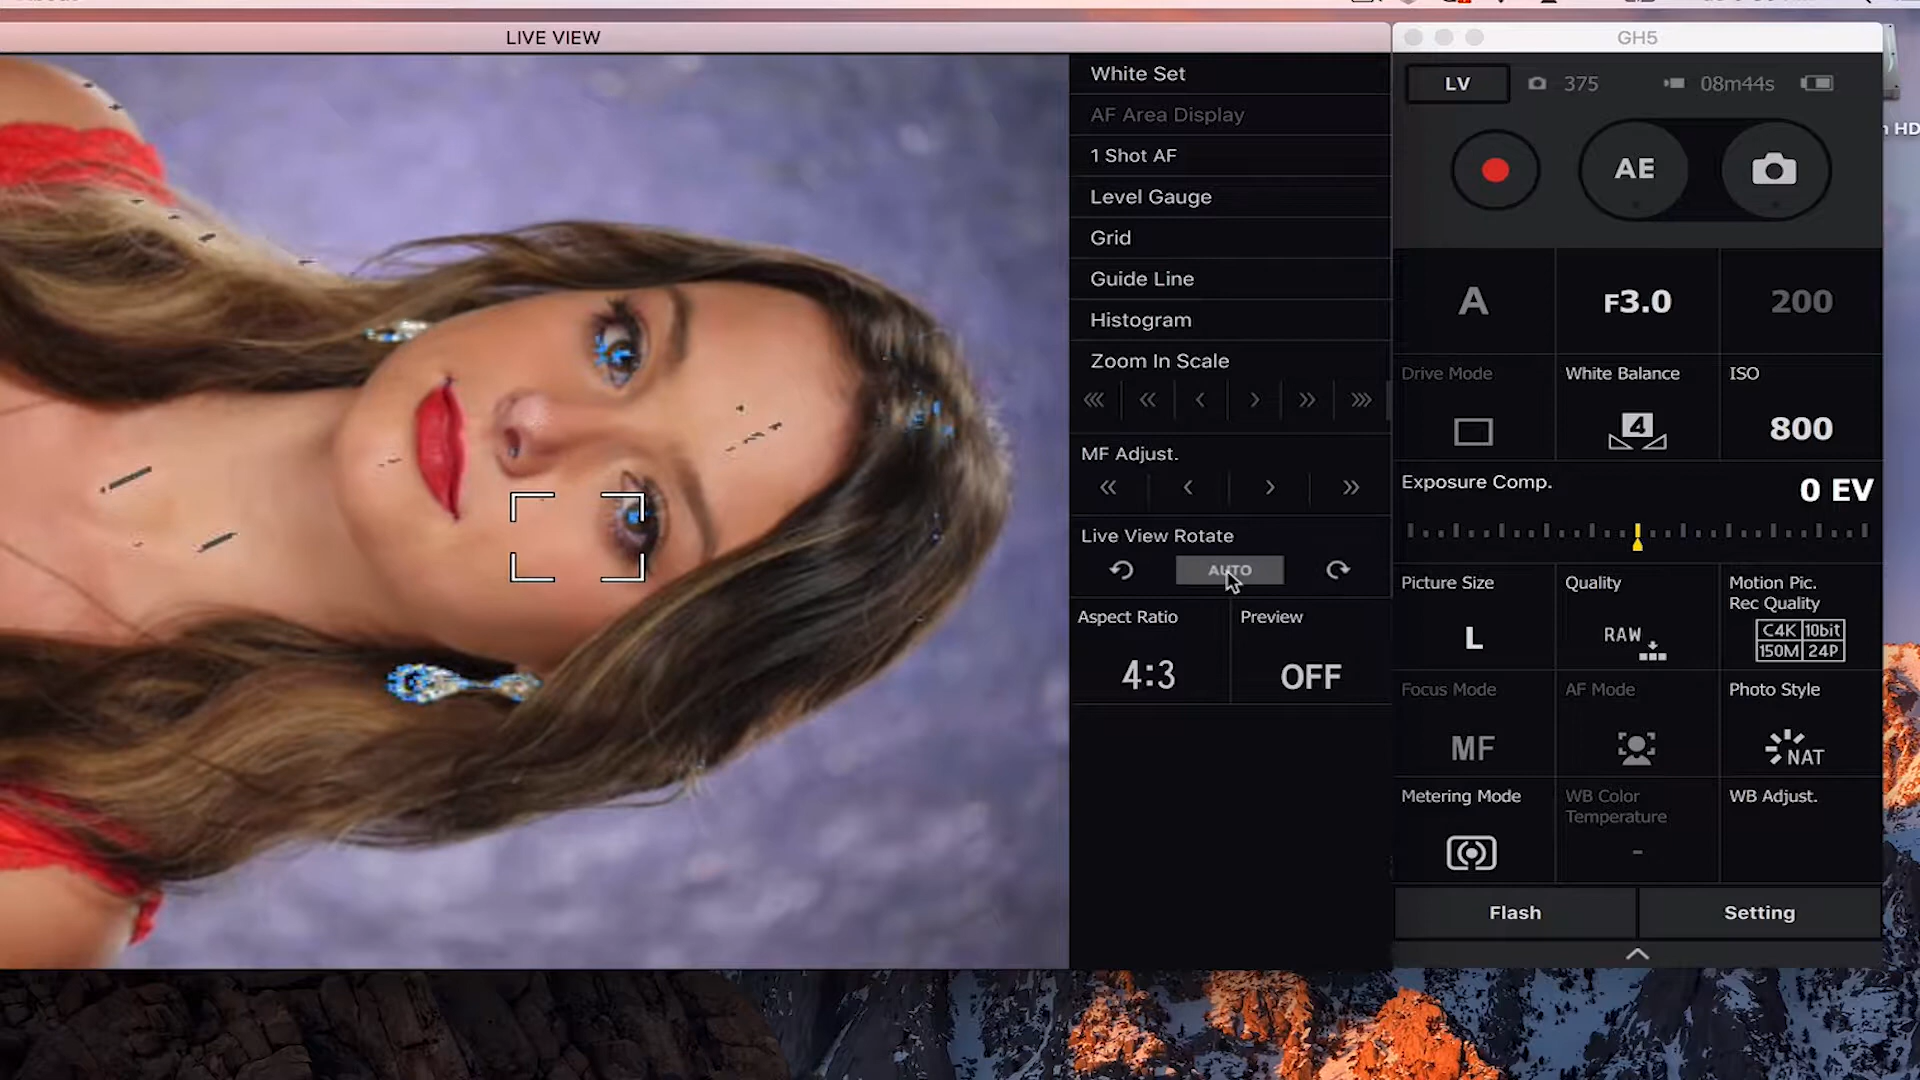 LIVE VIEW
White Set
AF Area Display
1 Shot AF
Level Gauge
Grid
Guide Line
Histogram
Zoom In Scale
MF Adjust.
Live View Rotate
AUTO
Aspect Ratio
Preview
4:3
OFF
GH5
LV
375
08m44s
AE
A
F3.0
200
Drive Mode
White Balance
ISO
4
800
Exposure Comp.
0 EV
Picture Size
Quality
Motion Pic.
Rec Quality
L
RAW
C4K 10bit
150M 24P
Focus Mode
AF Mode
Photo Style
MF
NAT
Metering Mode
WB Color
Temperature
WB Adjust.
-
Flash
Setting
HD